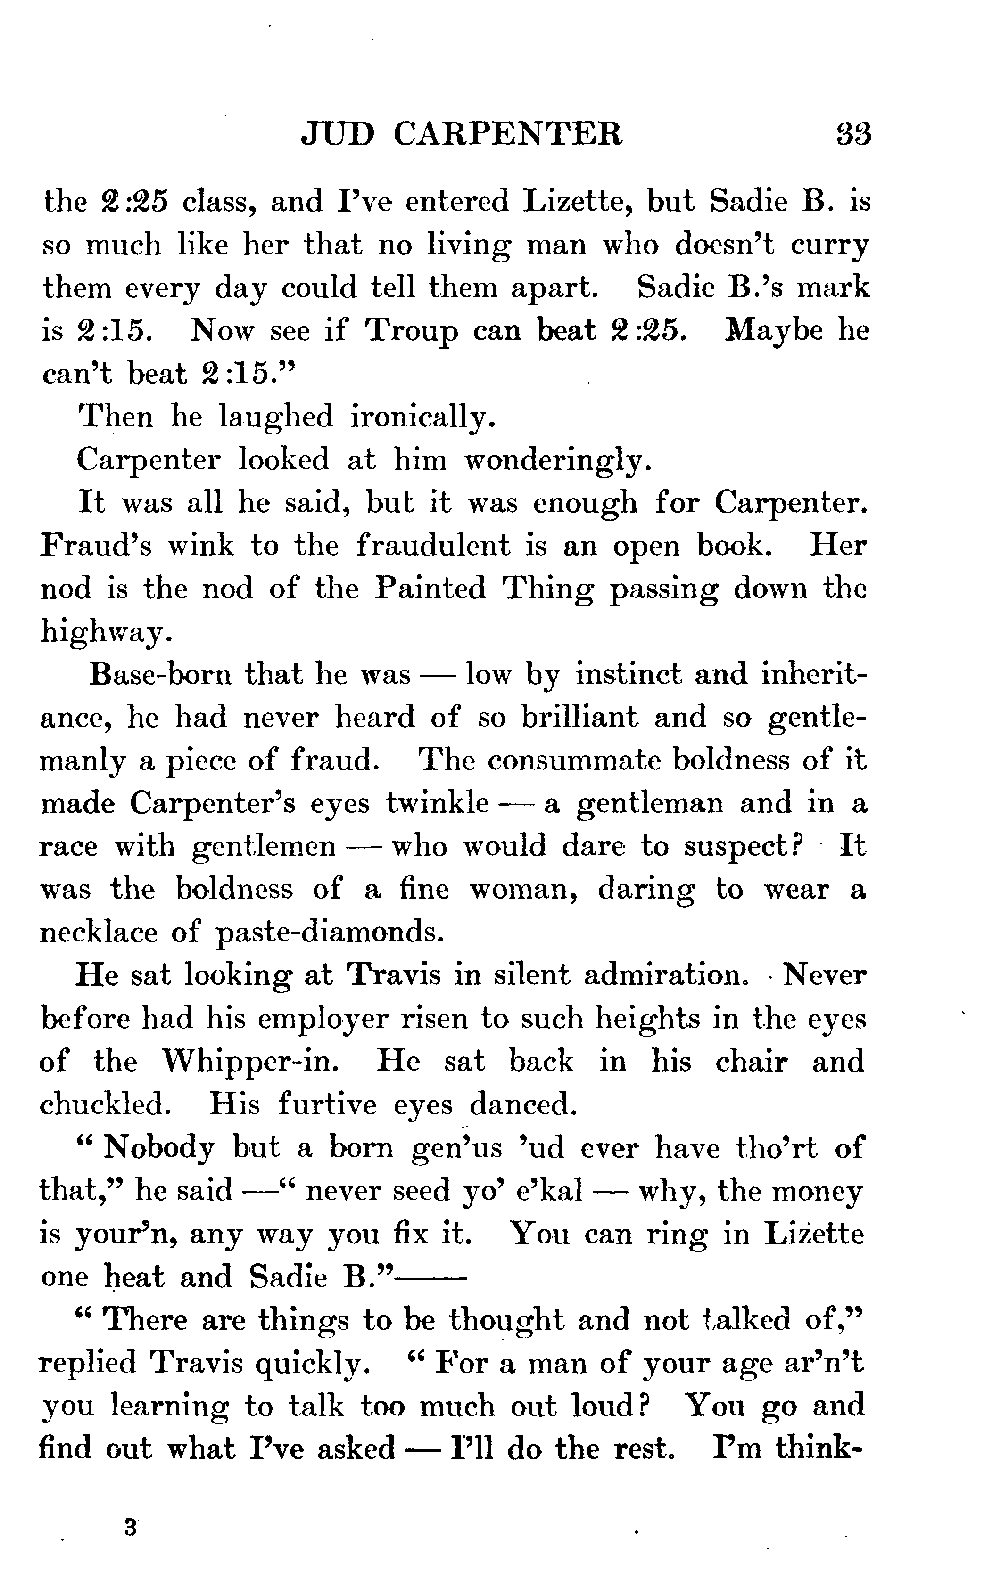 JUD CARPENTER 33
the 2:25 class, and I've entered Lizette, but Sadie B. is
so much like her that no living man who doesn't curry
them every day could tell them apart. Sadie B.'s mark
is 2:15. Now see if Troup can beat 2:25. Maybe he
can't beat 2:15."
Then he laughed ironically.
Carpenter looked at him wonderingly.
It was all he said, but it was enough for Carpenter.
Fraud's wink to the fraudulent is an open book. Her
nod is the nod of the Painted Thing passing down the
highway.
Base-born that he was — low by instinct and inherit-
ance, he had never heard of so brilliant and so gentle-
manly a piece of fraud. The consummate boldness of it
made Carpenter's eyes twinkle — a gentleman and in a
race with gentlemen — who would dare to suspect? It
was the boldness of a fine woman, daring to wear a
necklace of paste-diamonds.
He sat looking at Travis in silent admiration. Never
before had his employer risen to such heights in the eyes
of the Whipper-in. He sat back in his chair and
chuckled. His furtive eyes danced.
" Nobody but a born gen'us 'ud ever have tho'rt of
that," he said —" never seed yo' e'kal — why, the money
is your'n, any way you fix it. You can ring in Lizette
one heat and Sadie B."——
" There are things to be thought and not talked of,"
replied Travis quickly. " For a man of your age ar'n't
you learning to talk too much out loud? You go and
find out what I've asked — I'll do the rest. I'm think-
3